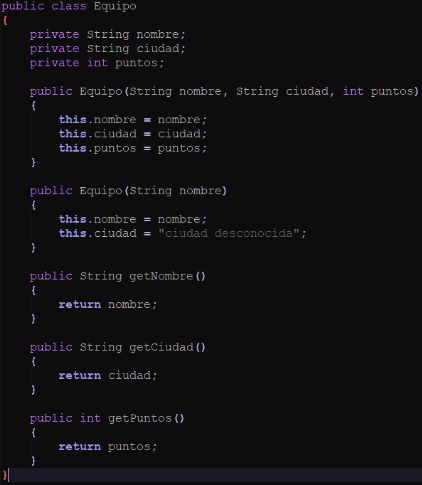 public class Equipo
{
    private String nombre;
    private String ciudad;
    private int puntos;

    public Equipo(String nombre, String ciudad, int puntos)
    {
        this.nombre = nombre;
        this.ciudad = ciudad;
        this.puntos = puntos;
    }

    public Equipo(String nombre)
    {
        this.nombre = nombre;
        this.ciudad = "ciudad desconocida";
    }

    public String getNombre()
    {
        return nombre;
    }

    public String getCiudad()
    {
        return ciudad;
    }

    public int getPuntos()
    {
        return puntos;
    }
}